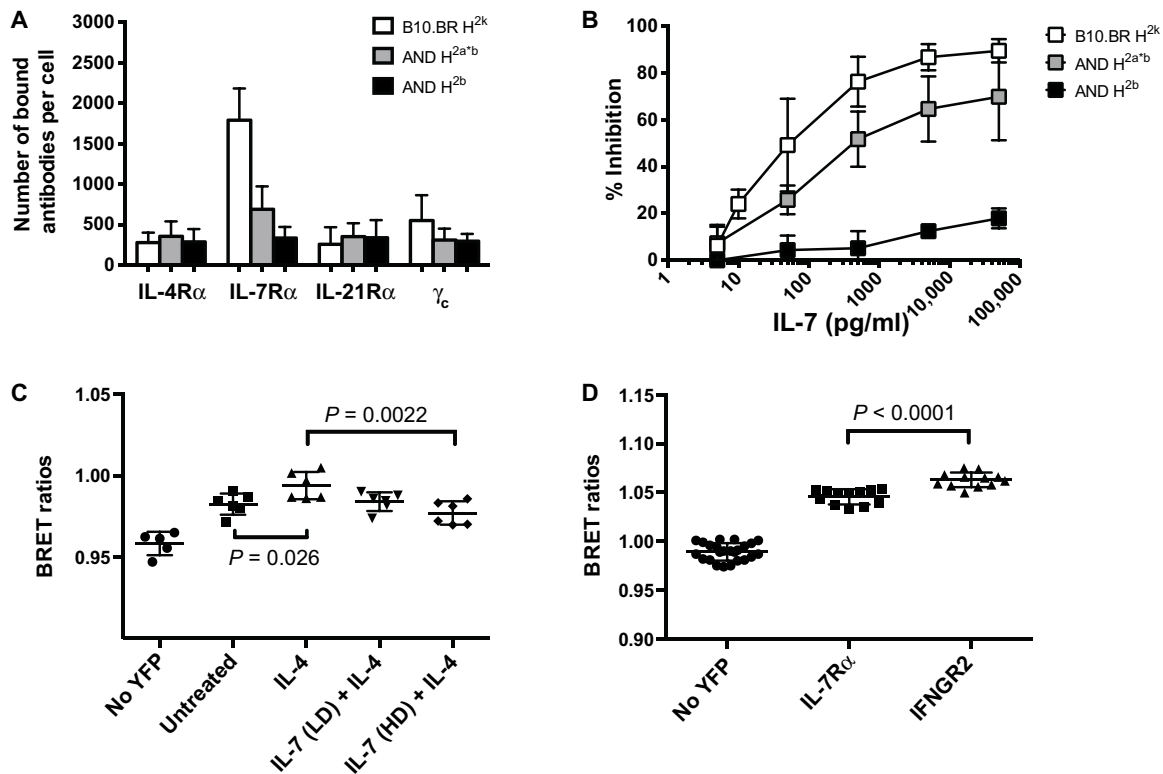 A
Number of bound
antibodies per cell
3000
2500
2000
1500
1000
500
0
IL-4Rα
IL-7Rα
IL-21Rα
γc
B10.BR H2k
AND H2a*b
AND H2b
B
% Inhibition
100
80
60
40
20
0
1
10
100
1000
10,000
100,000
IL-7 (pg/ml)
B10.BR H2k
AND H2a*b
AND H2b
C
BRET ratios
1.05
1.00
0.95
P = 0.0022
P = 0.026
No YFP
Untreated
IL-4
IL-7 (LD) + IL-4
IL-7 (HD) + IL-4
D
BRET ratios
1.15
1.10
1.05
1.00
0.95
0.90
P < 0.0001
No YFP
IL-7Rα
IFNGR2